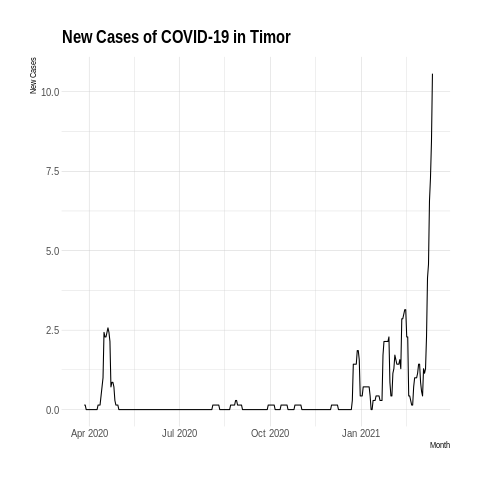 New Cases of COVID-19 in Timor
New Cases
10.0
7.5
5.0
2.5
0.0
Apr 2020
Jul 2020
Oct 2020
Jan 2021
Month